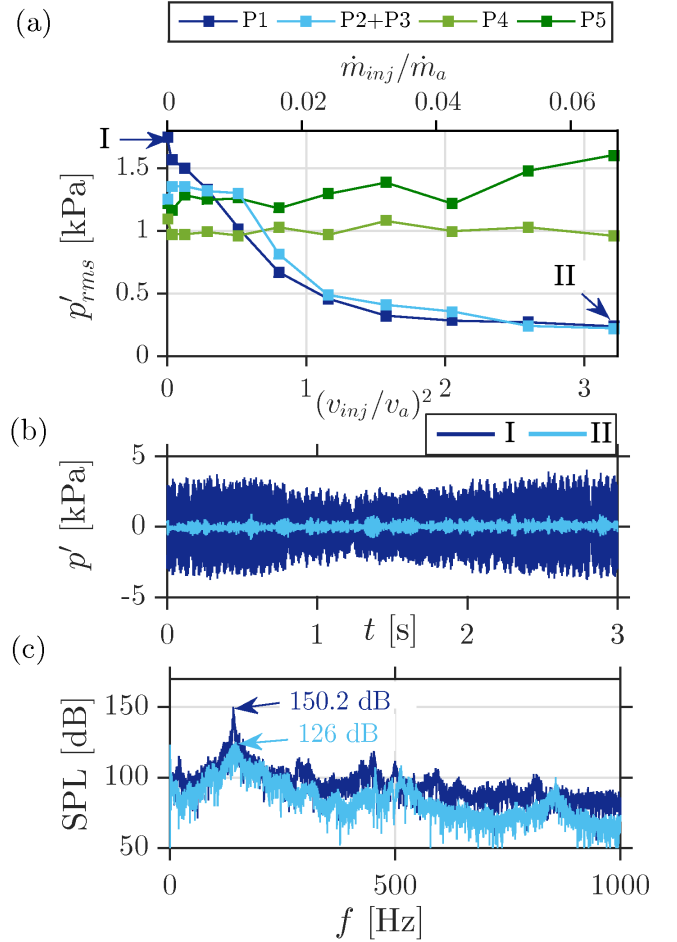 (a)
P1 P2+P3 P4 P5
ṁ_inj/ṁ_a
0 0.02 0.04 0.06
I
1.5
1
0.5
0
p′_rms [kPa]
II
0 1 2 3
(v_inj/v_a)²
(b)
I II
5
0
-5
p′ [kPa]
0 1 2 3
t [s]
(c)
150.2 dB
126 dB
150
100
50
SPL [dB]
0 500 1000
f [Hz]